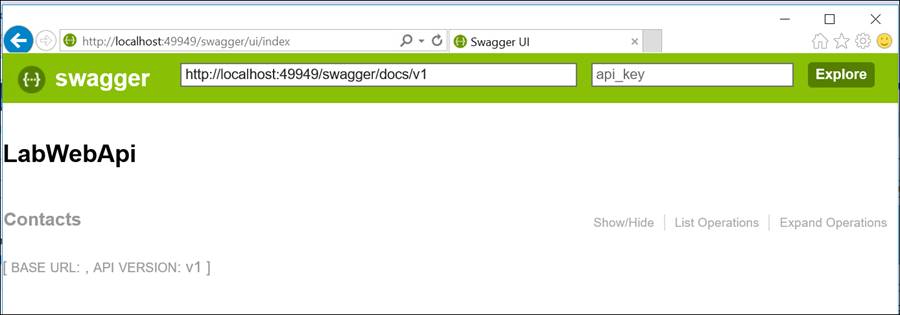 http://localhost:49949/swagger/ui/index
Swagger UI
swagger
http://localhost:49949/swagger/docs/v1
api_key
Explore
LabWebApi
Contacts
Show/Hide
List Operations
Expand Operations
[ BASE URL: , API VERSION: v1 ]